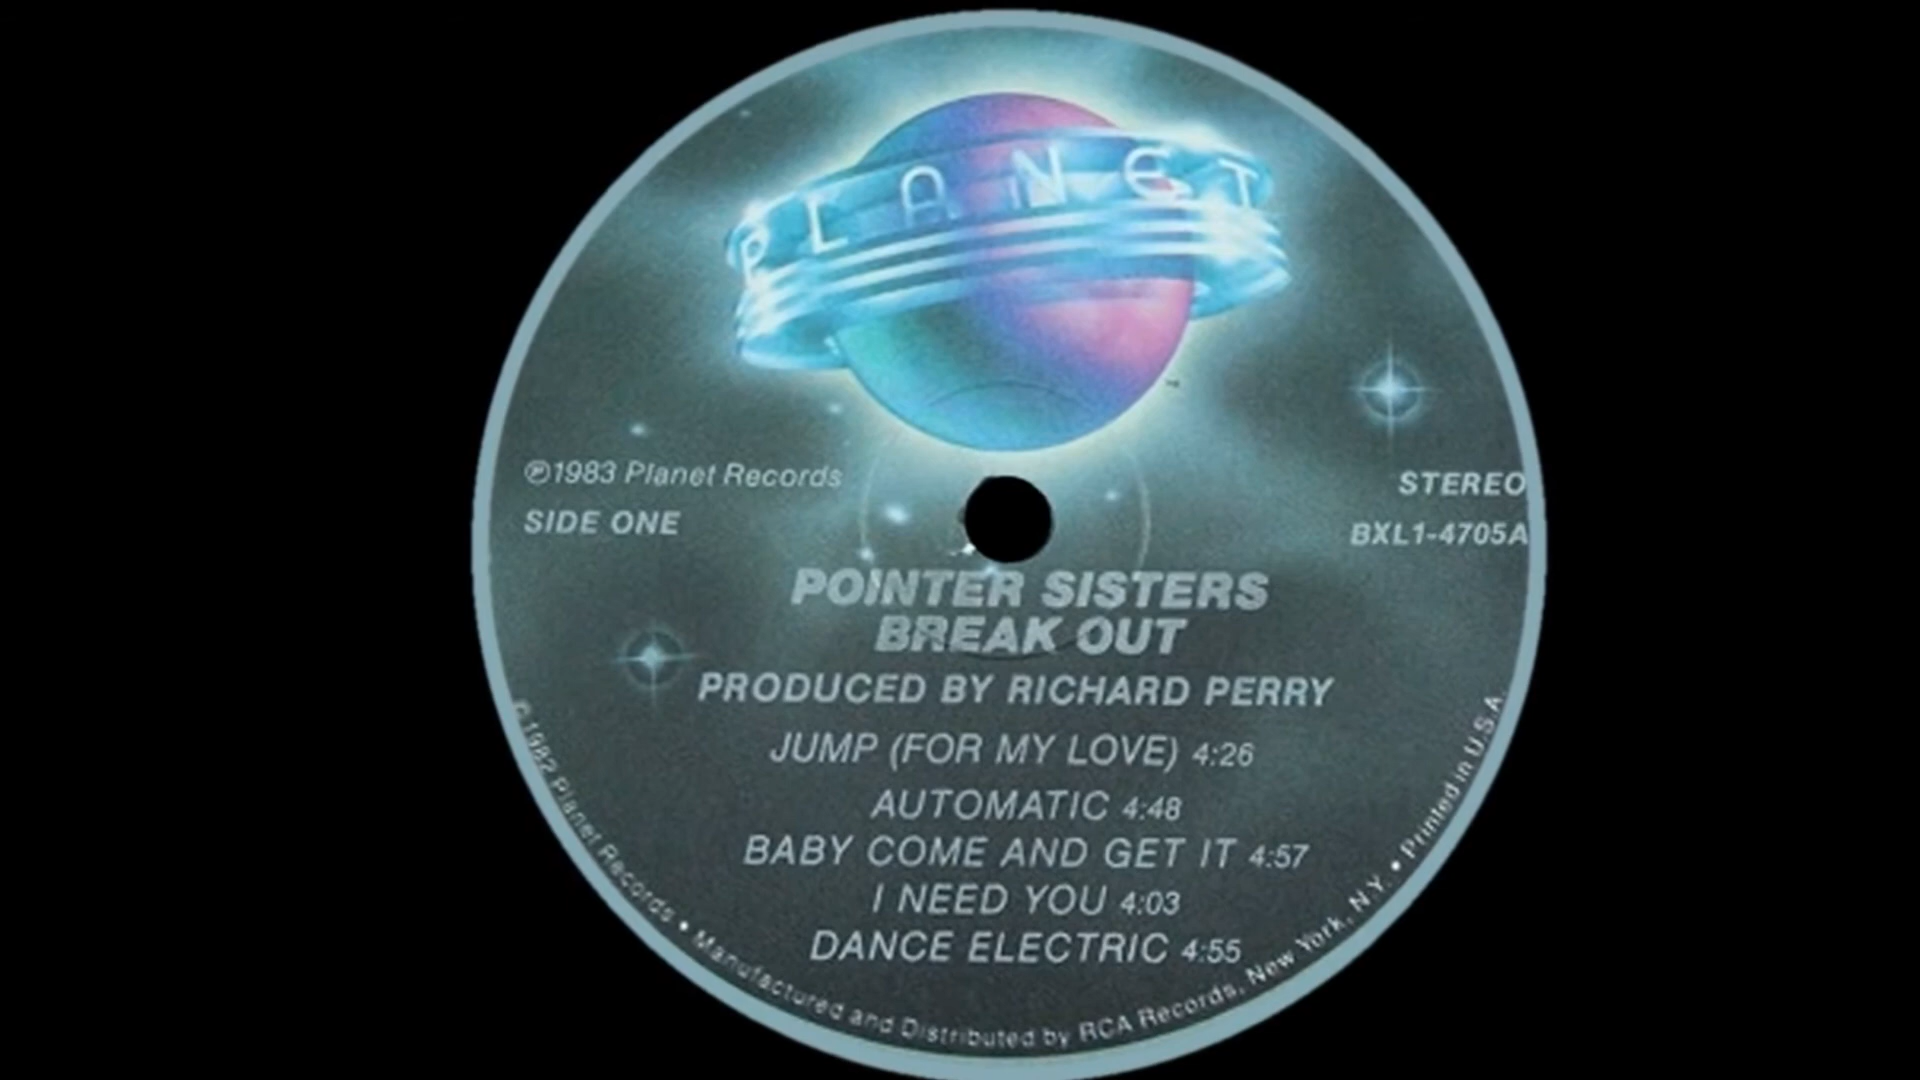 PLANET
™
℗1983 Planet Records
STEREO
SIDE ONE
BXL1-4705A
POINTER SISTERS
BREAK OUT
PRODUCED BY RICHARD PERRY
JUMP (FOR MY LOVE) 4:26
AUTOMATIC 4:48
BABY COME AND GET IT 4:57
I NEED YOU 4:03
DANCE ELECTRIC 4:55
©1982 Planet Records • Manufactured and Distributed by RCA Records, New York, N.Y. • Printed in U.S.A.